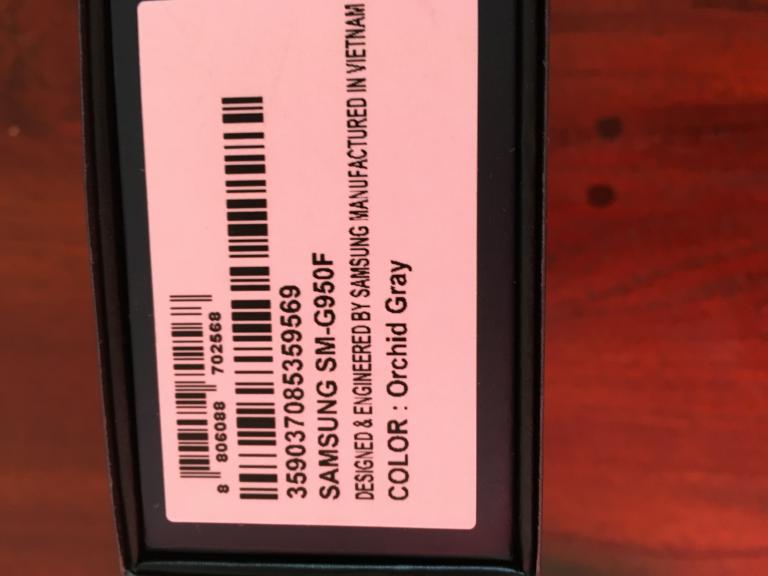 8 806088 702568
359037085359569
SAMSUNG SM-G950F
DESIGNED & ENGINEERED BY SAMSUNG MANUFACTURED IN VIETNAM
COLOR : Orchid Gray